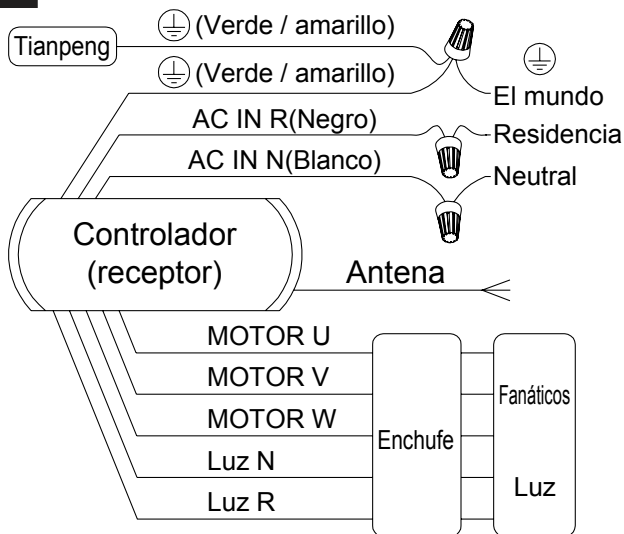 (Verde / amarillo)
Tianpeng
(Verde / amarillo)
El mundo
AC IN R(Negro)
Residencia
AC IN N(Blanco)
Neutral
Controlador
(receptor)
Antena
MOTOR U
MOTOR V
MOTOR W
Luz N
Luz R
Enchufe
Fanáticos
Luz